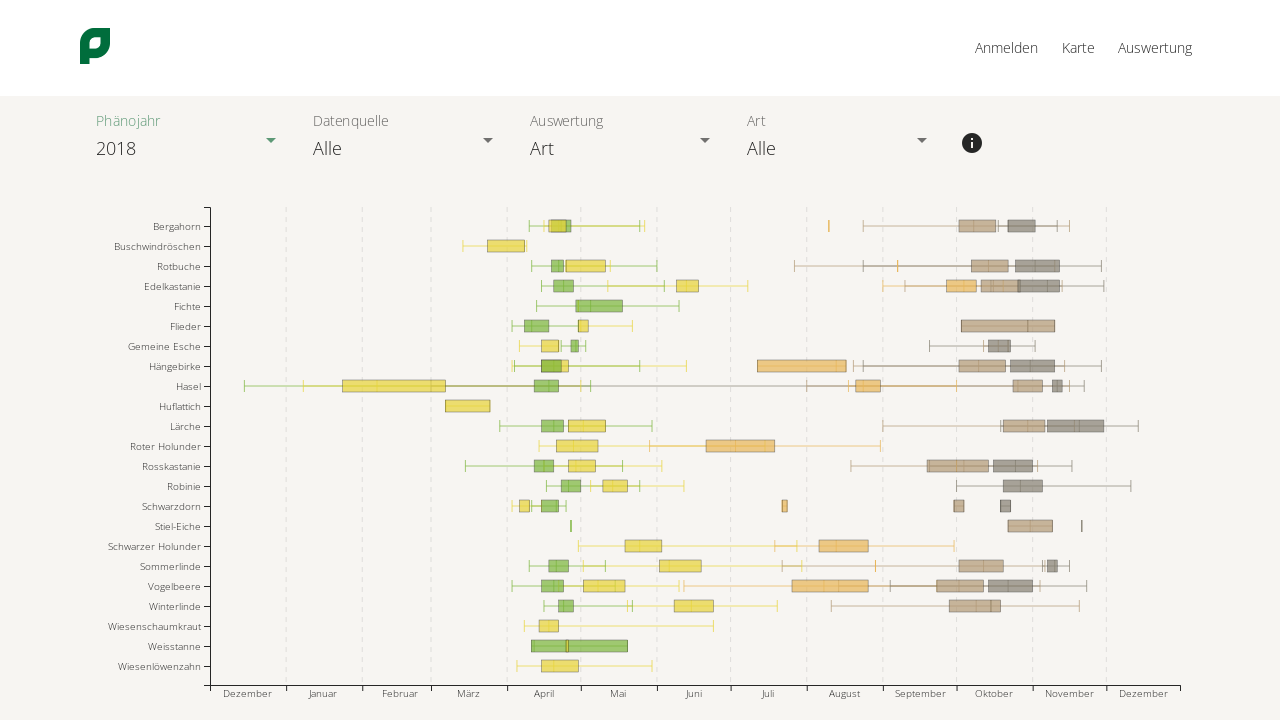 Anmelden Karte Auswertung
Phänojahr Datenquelle Auswertung Art
2018 Alle Art Alle
Bergahorn
Buschwindröschen
Rotbuche
Edelkastanie
Fichte
Flieder
Gemeine Esche
Hängebirke
Hasel
Huflattich
Lärche
Roter Holunder
Rosskastanie
Robinie
Schwarzdorn
Stiel-Eiche
Schwarzer Holunder
Sommerlinde
Vogelbeere
Winterlinde
Wiesenschaumkraut
Weisstanne
Wiesenlöwenzahn
Dezember Januar Februar März April Mai Juni Juli August September Oktober November Dezember